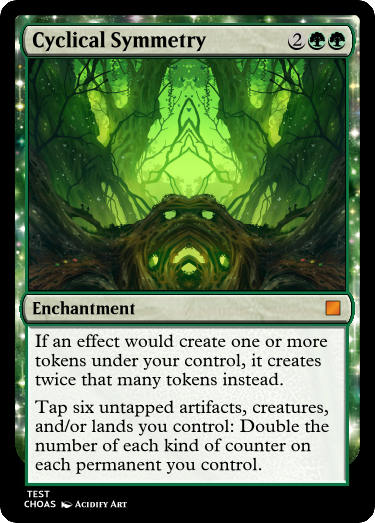 Cyclical Symmetry 2
Enchantment
If an effect would create one or more
tokens under your control, it creates
twice that many tokens instead.
Tap six untapped artifacts, creatures,
and/or lands you control: Double the
number of each kind of counter on
each permanent you control.
TEST
CHOAS Acidify Art